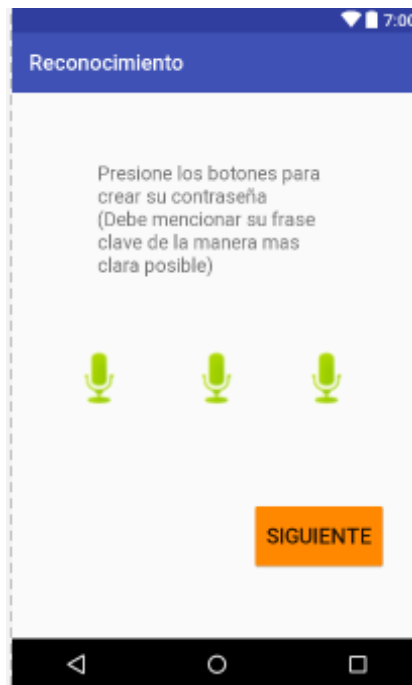 7:00
Reconocimiento
Presione los botones para
crear su contraseña
(Debe mencionar su frase
clave de la manera mas
clara posible)
SIGUIENTE